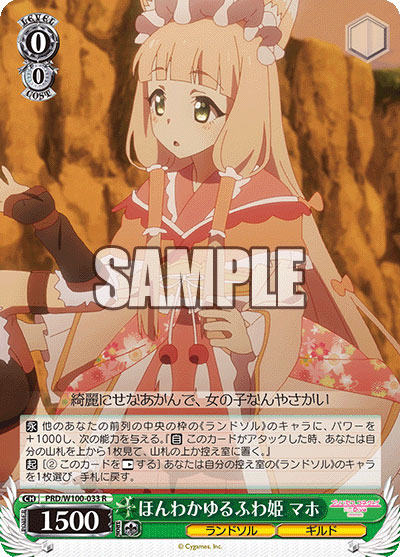 LEVEL
0
0
COST
SAMPLE
綺麗にせなあかんで、女の子なんやさかい
永 他のあなたの前列の中央の枠の《ランドソル》のキャラに、パワーを
+1000し、次の能力を与える。『自 このカードがアタックした時、あなたは自
分の山札を上から1枚見て、山札の上か控え室に置く。』
起 [② このカードを する] あなたは自分の控え室の《ランドソル》のキャラ
を1枚選び、手札に戻す。
CH PRD/W100-033 R
POWER
1500
SOUL
ほんわかゆるふわ姫 マホ
ランドソル
ギルド
© Cygames, Inc.